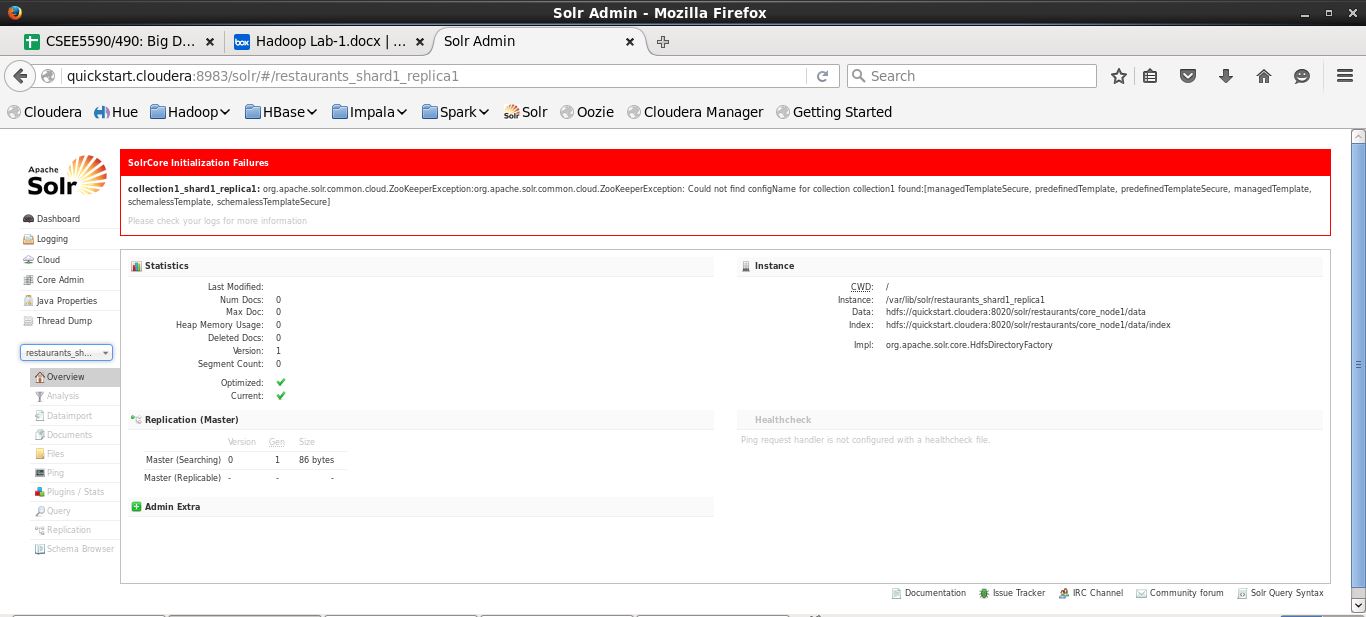 Solr Admin - Mozilla Firefox
CSEE5590/490: Big D...
box
Hadoop Lab-1.docx | ...
Solr Admin
quickstart.cloudera:8983/solr/#/restaurants_shard1_replica1
Search
Cloudera
Hue
Hadoop
HBase
Impala
Spark
Solr
Solr
Oozie
Cloudera Manager
Getting Started
Apache
Solr
SolrCore Initialization Failures
collection1_shard1_replica1: org.apache.solr.common.cloud.ZooKeeperException:org.apache.solr.common.cloud.ZooKeeperException: Could not find configName for collection collection1 found:[managedTemplateSecure, predefinedTemplate, predefinedTemplateSecure, managedTemplate,
schemalessTemplate, schemalessTemplateSecure]
Please check your logs for more information
Dashboard
Logging
Cloud
Core Admin
Java Properties
Thread Dump
restaurants_sh...
Overview
Analysis
Dataimport
Documents
Files
Ping
Plugins / Stats
Query
Replication
Schema Browser
Statistics
Last Modified:
Num Docs: 0
Max Doc: 0
Heap Memory Usage: 0
Deleted Docs: 0
Version: 1
Segment Count: 0
Optimized:
Current:
Instance
CWD: /
Instance: /var/lib/solr/restaurants_shard1_replica1
Data: hdfs://quickstart.cloudera:8020/solr/restaurants/core_node1/data
Index: hdfs://quickstart.cloudera:8020/solr/restaurants/core_node1/data/index
Impl: org.apache.solr.core.HdfsDirectoryFactory
Replication (Master)
Version Gen Size
Master (Searching) 0 1 86 bytes
Master (Replicable) - - -
Healthcheck
Ping request handler is not configured with a healthcheck file.
Admin Extra
Documentation
Issue Tracker
IRC Channel
Community forum
Solr Query Syntax